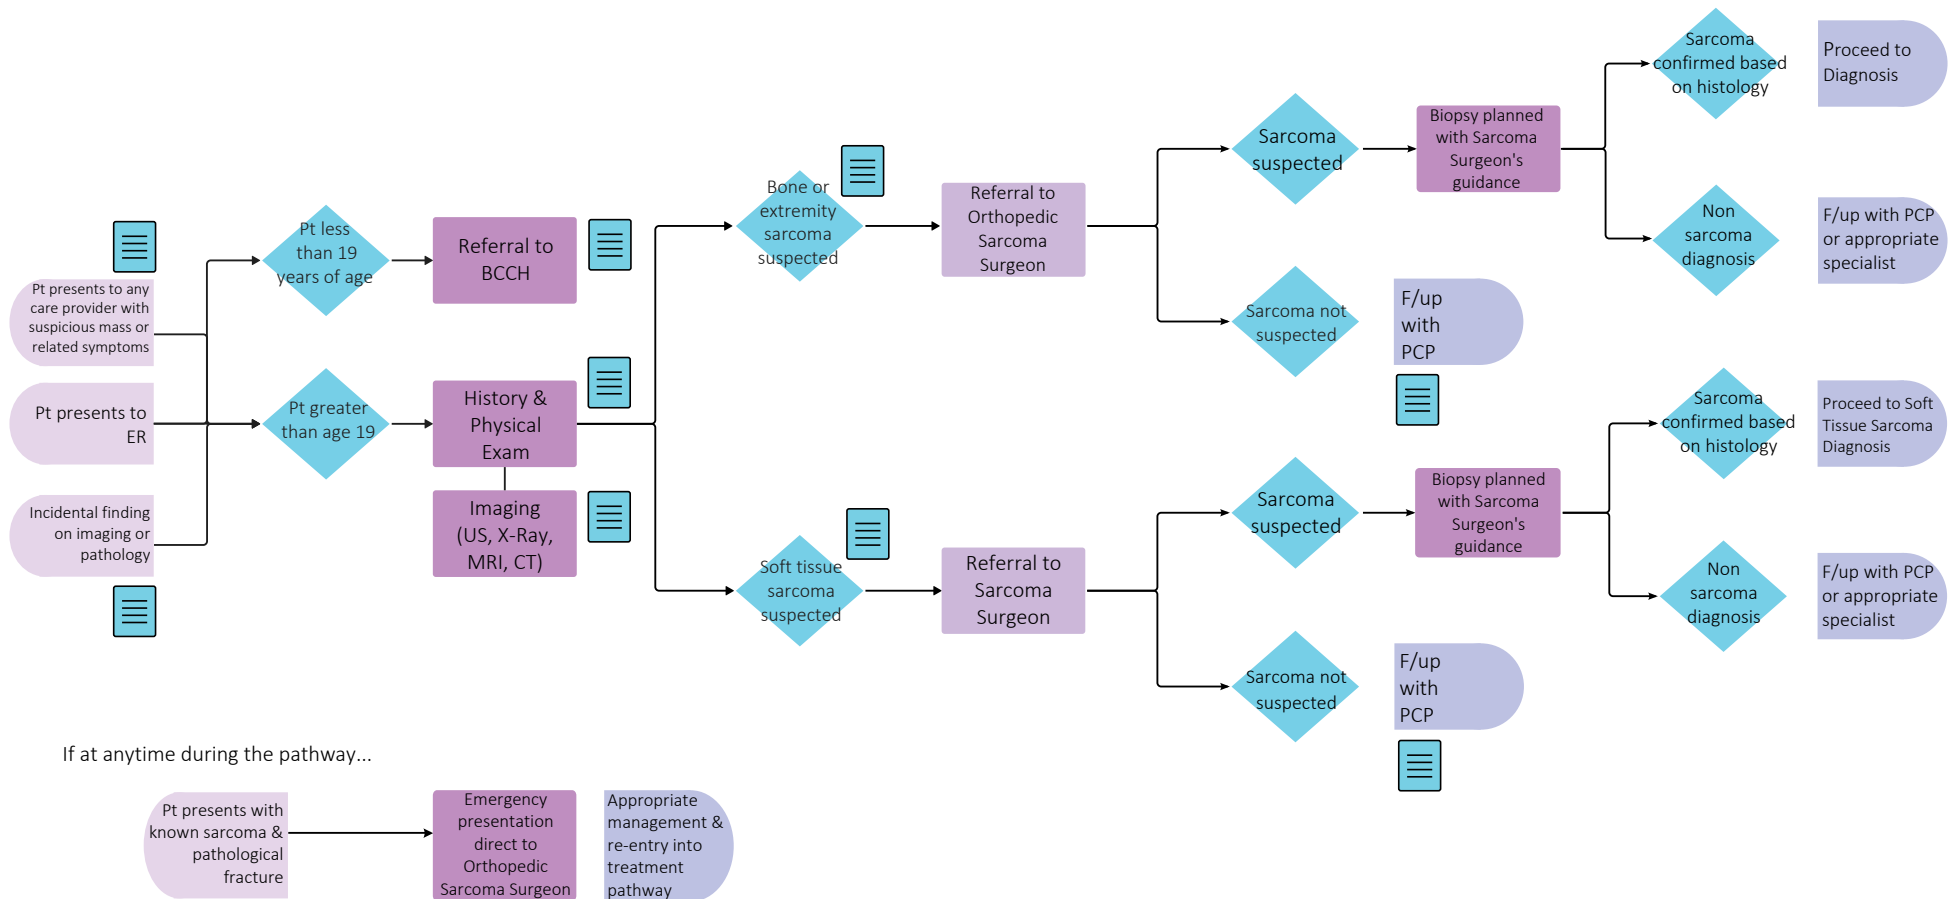 Pt presents to any
care provider with
suspicious mass or
related symptoms
Pt presents to
ER
Incidental finding
on imaging or
pathology
Pt less
than 19
years of age
Pt greater
than age 19
Referral to
BCCH
History &
Physical
Exam
Imaging
(US, X-Ray,
MRI, CT)
Bone or
extremity
sarcoma
suspected
Soft tissue
sarcoma
suspected
Referral to
Orthopedic
Sarcoma
Surgeon
Referral to
Sarcoma
Surgeon
Sarcoma
suspected
Sarcoma not
suspected
Biopsy planned
with Sarcoma
Surgeon's
guidance
F/up
with
PCP
Sarcoma
confirmed based
on histology
Proceed to
Diagnosis
Non
sarcoma
diagnosis
F/up with PCP
or appropriate
specialist
Sarcoma
suspected
Sarcoma not
suspected
Biopsy planned
with Sarcoma
Surgeon's
guidance
F/up
with
PCP
Sarcoma
confirmed based
on histology
Proceed to Soft
Tissue Sarcoma
Diagnosis
Non
sarcoma
diagnosis
F/up with PCP
or appropriate
specialist
If at anytime during the pathway...
Pt presents with
known sarcoma &
pathological
fracture
Emergency
presentation
direct to
Orthopedic
Sarcoma Surgeon
Appropriate
management &
re-entry into
treatment
pathway